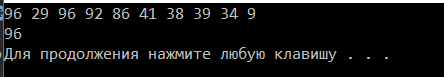 96 29 96 92 86 41 38 39 34 9
96
Для продолжения нажмите любую клавишу . . .